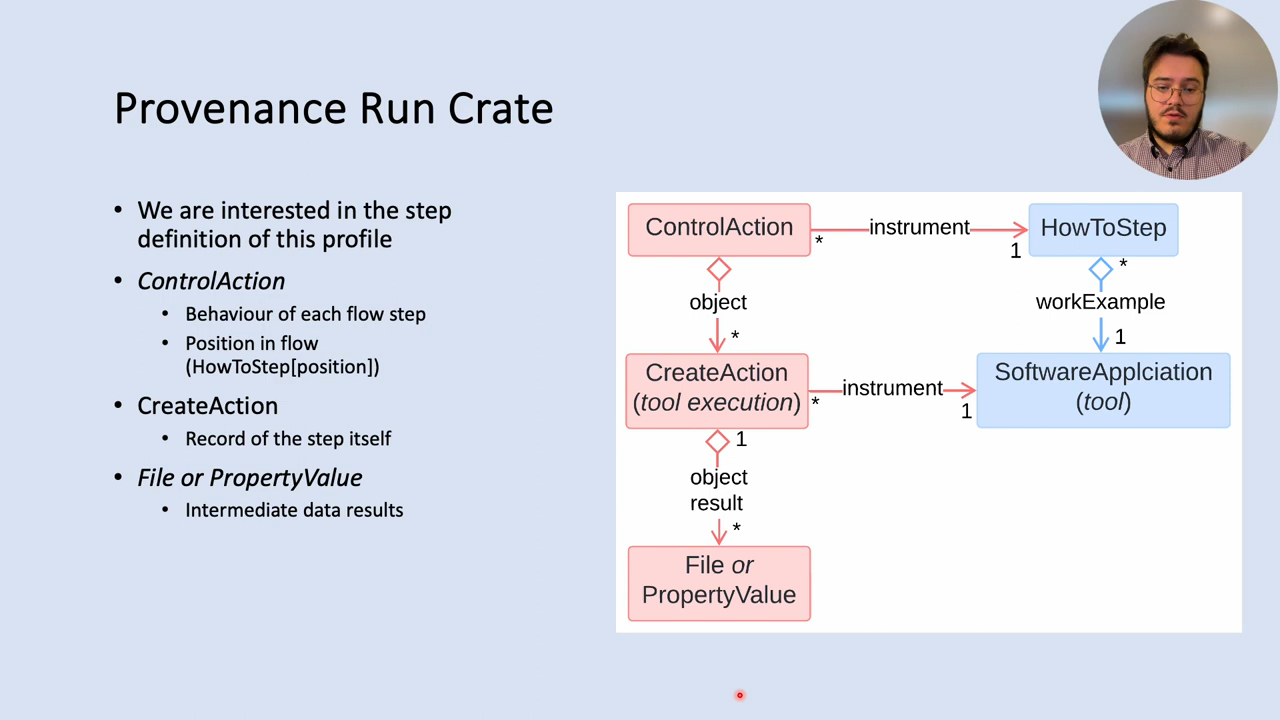 Provenance Run Crate
• We are interested in the step
definition of this profile
• ControlAction
• Behaviour of each flow step
• Position in flow
(HowToStep[position])
• CreateAction
• Record of the step itself
• File or PropertyValue
• Intermediate data results
ControlAction
*
instrument
1
HowToStep
object
*
*
workExample
1
CreateAction
(tool execution)
*
instrument
1
SoftwareApplciation
(tool)
1
object
result
*
File or
PropertyValue